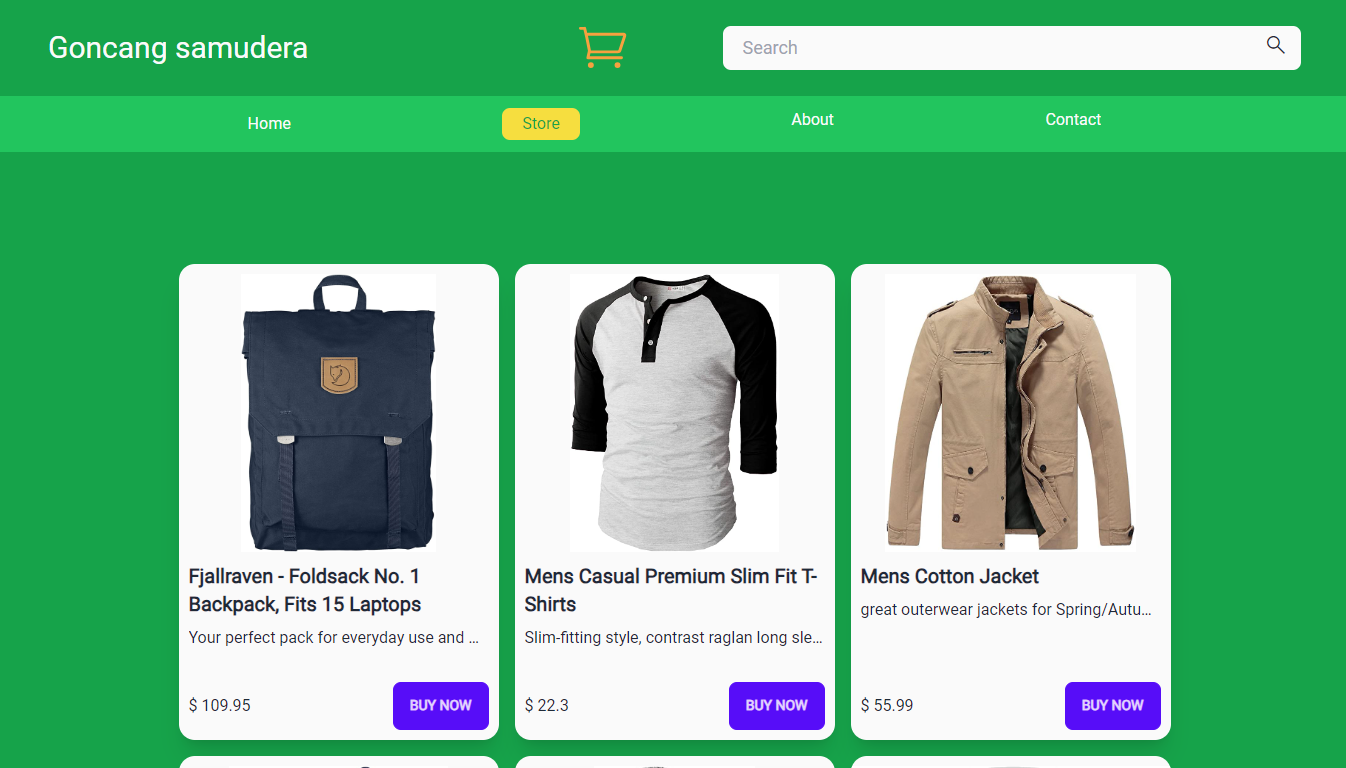 Goncang samudera
Search
Home
Store
About
Contact
Fjallraven - Foldsack No. 1
Backpack, Fits 15 Laptops
Your perfect pack for everyday use and ...
$ 109.95
BUY NOW
Mens Casual Premium Slim Fit T-
Shirts
Slim-fitting style, contrast raglan long sle...
$ 22.3
BUY NOW
Mens Cotton Jacket
great outerwear jackets for Spring/Autu...
$ 55.99
BUY NOW